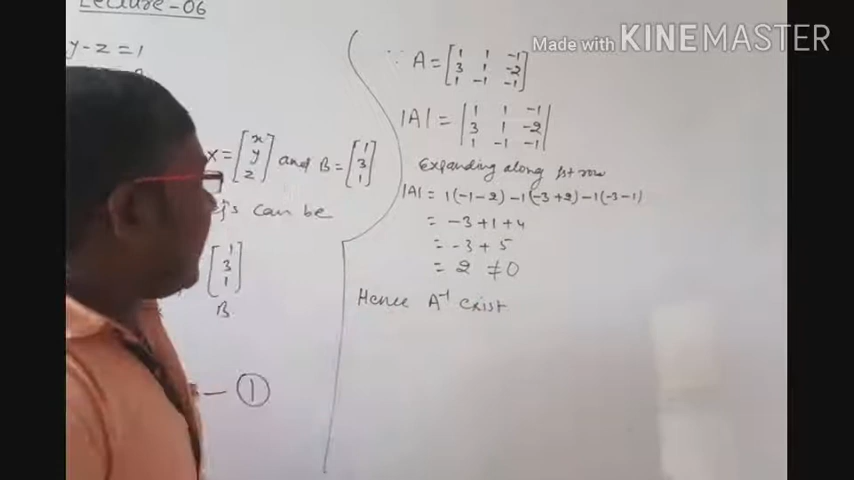 Lecture-06
y-z=1
X = [x y z] and B = [1 3 1]
can be
[1 3 1]
B
— ①
∵ A = [1 1 -1
3 1 -2
1 -1 -1]
|A| = |1 1 -1
3 1 -2
1 -1 -1|
Expanding along 1st row
|A| = 1(-1-2)-1(-3+2)-1(-3-1)
= -3+1+4
= -3+5
= 2 ≠0
Hence A⁻¹ exist
Made with KINEMASTER